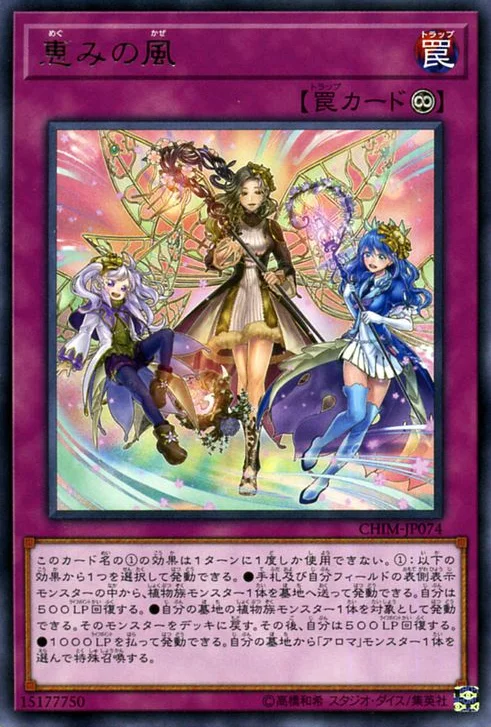 恵みの風
罠
【罠カード】
CHIM-JP074
このカード名の①の効果は1ターンに1度しか使用できない。①:以下の
効果から1つを選択して発動できる。●手札及び自分フィールドの表側表示
モンスターの中から、植物族モンスター1体を墓地へ送って発動できる。自分は
500LP回復する。●自分の墓地の植物族モンスター1体を対象として発動
できる。そのモンスターをデッキに戻す。その後、自分は500LP回復する。
●1000LPを払って発動できる。自分の墓地から「アロマ」モンスター1体を
選んで特殊召喚する。
15177750
©高橋和希 スタジオ・ダイス/集英社